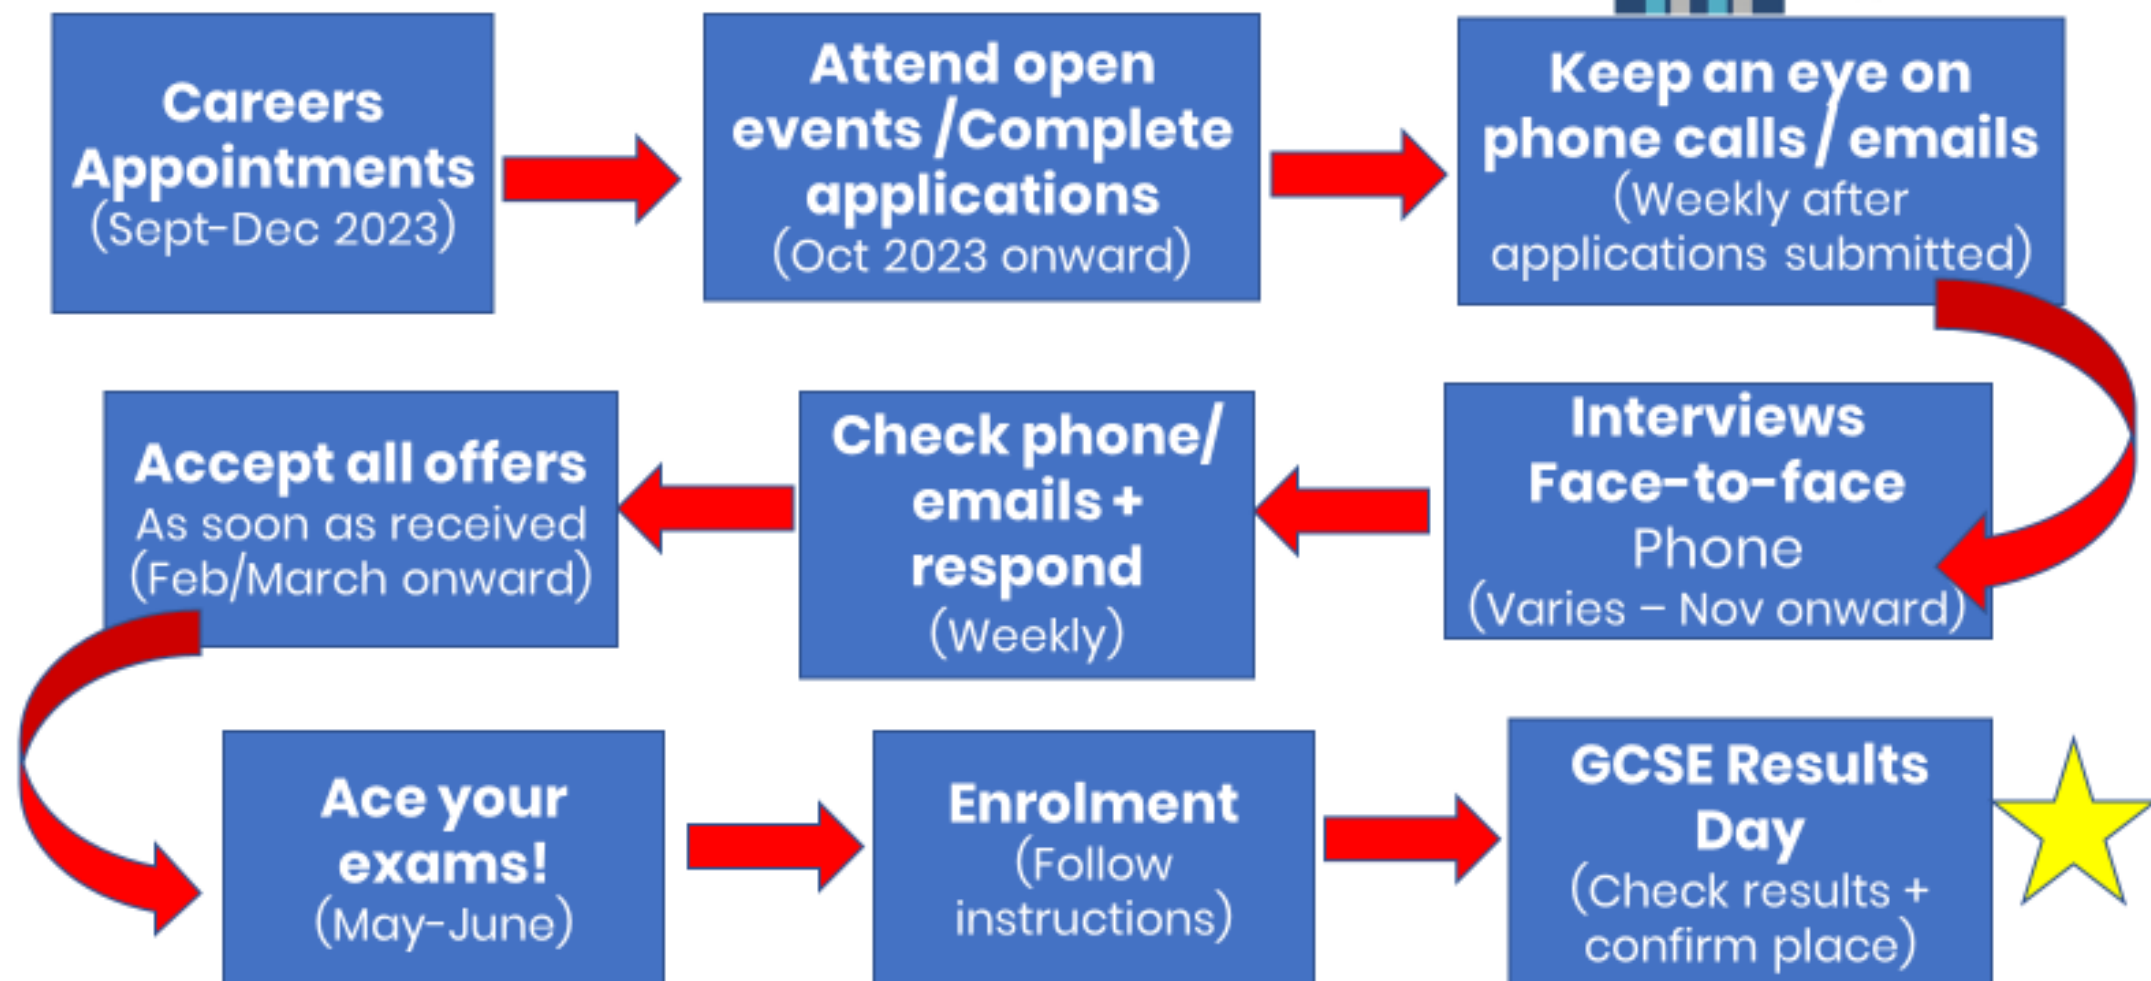 Careers
Appointments
(Sept-Dec 2023)
Attend open
events /Complete
applications
(Oct 2023 onward)
Keep an eye on
phone calls/ emails
(Weekly after
applications submitted)
Interviews
Face-to-face
Phone
(Varies – Nov onward)
Check phone/
emails +
respond
(Weekly)
Accept all offers
As soon as received
(Feb/March onward)
Ace your
exams!
(May-June)
Enrolment
(Follow
instructions)
GCSE Results
Day
(Check results +
confirm place)